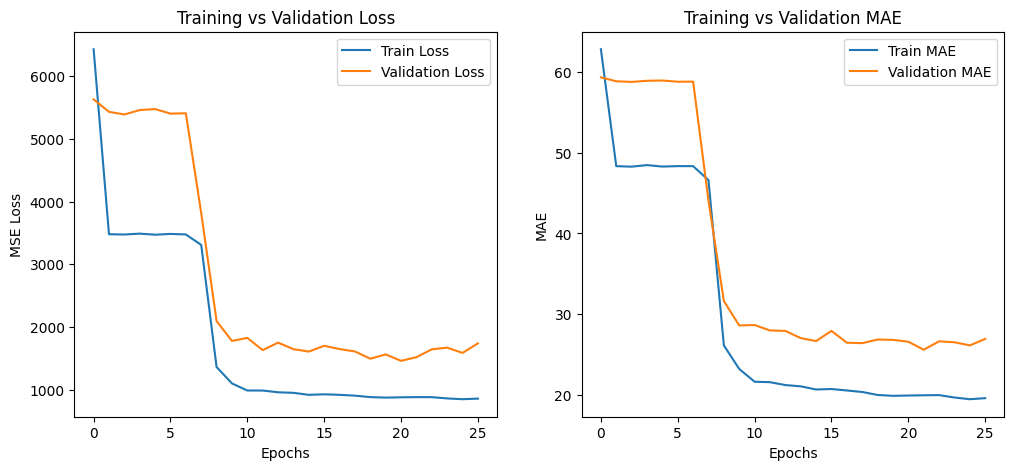 Training vs Validation Loss
Train Loss
Validation Loss
MSE Loss
6000
5000
4000
3000
2000
1000
0
5
10
15
20
25
Epochs
Training vs Validation MAE
Train MAE
Validation MAE
MAE
60
50
40
30
20
0
5
10
15
20
25
Epochs